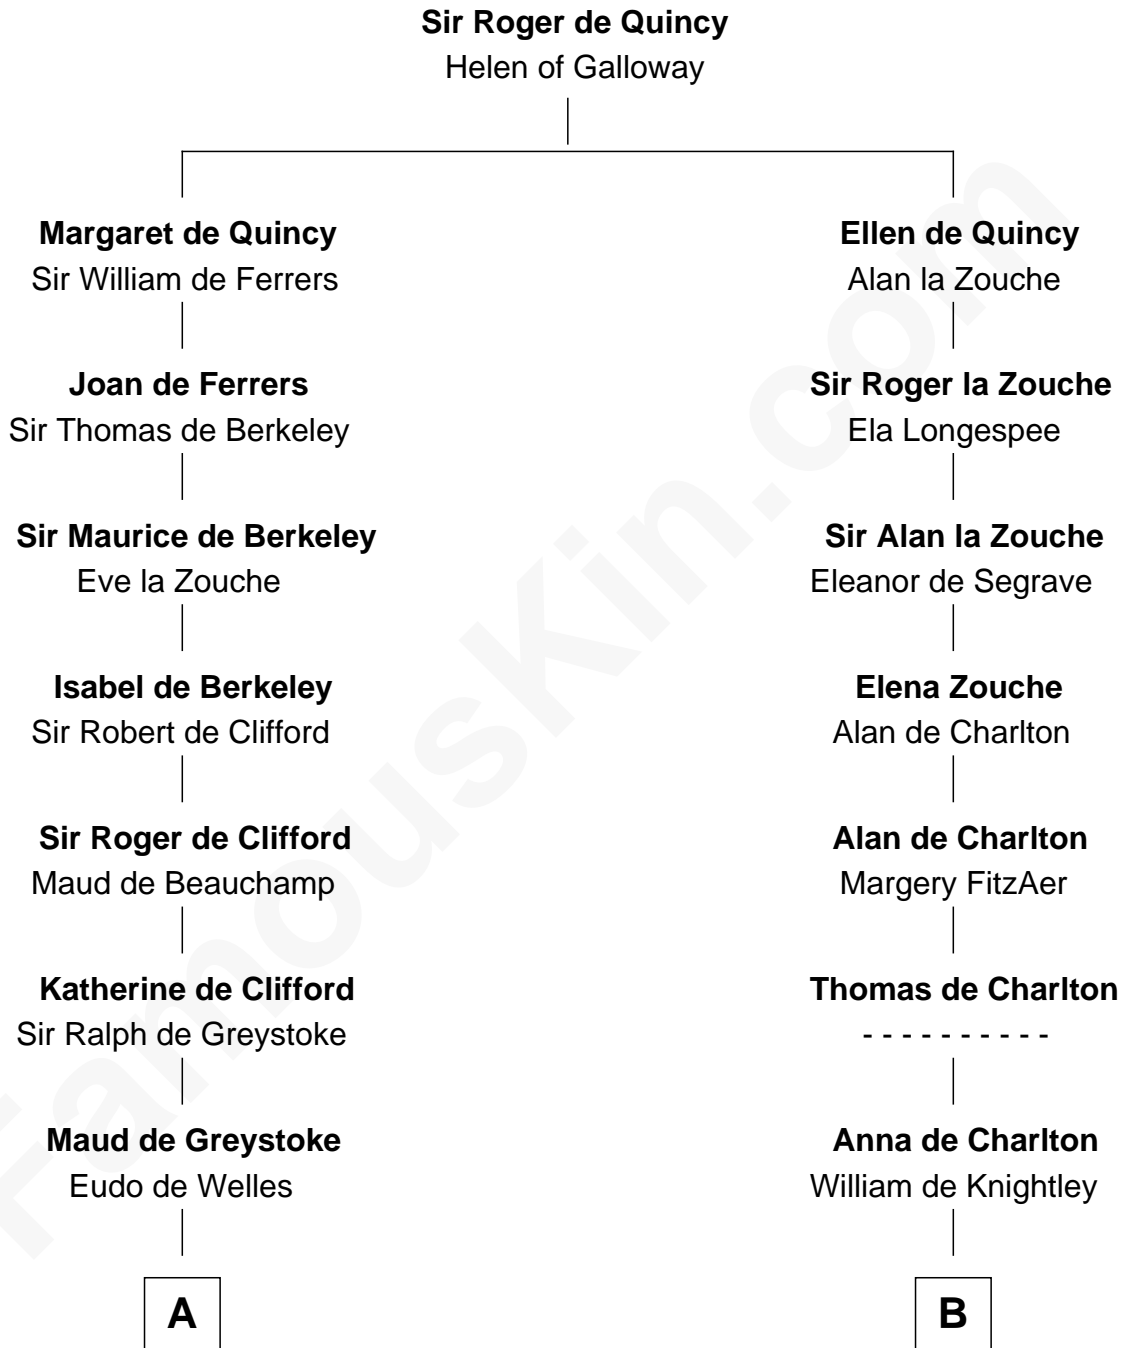 Sir Roger de Quincy
Helen of Galloway
Margaret de Quincy
Sir William de Ferrers
Ellen de Quincy
Alan la Zouche
Joan de Ferrers
Sir Thomas de Berkeley
Sir Roger la Zouche
Ela Longespee
Sir Maurice de Berkeley
Eve la Zouche
Sir Alan la Zouche
Eleanor de Segrave
Isabel de Berkeley
Sir Robert de Clifford
Elena Zouche
Alan de Charlton
Sir Roger de Clifford
Maud de Beauchamp
Alan de Charlton
Margery FitzAer
Katherine de Clifford
Sir Ralph de Greystoke
Thomas de Charlton
- - - - - - - - - -
Maud de Greystoke
Eudo de Welles
Anna de Charlton
William de Knightley
A
B
FamousKin.com